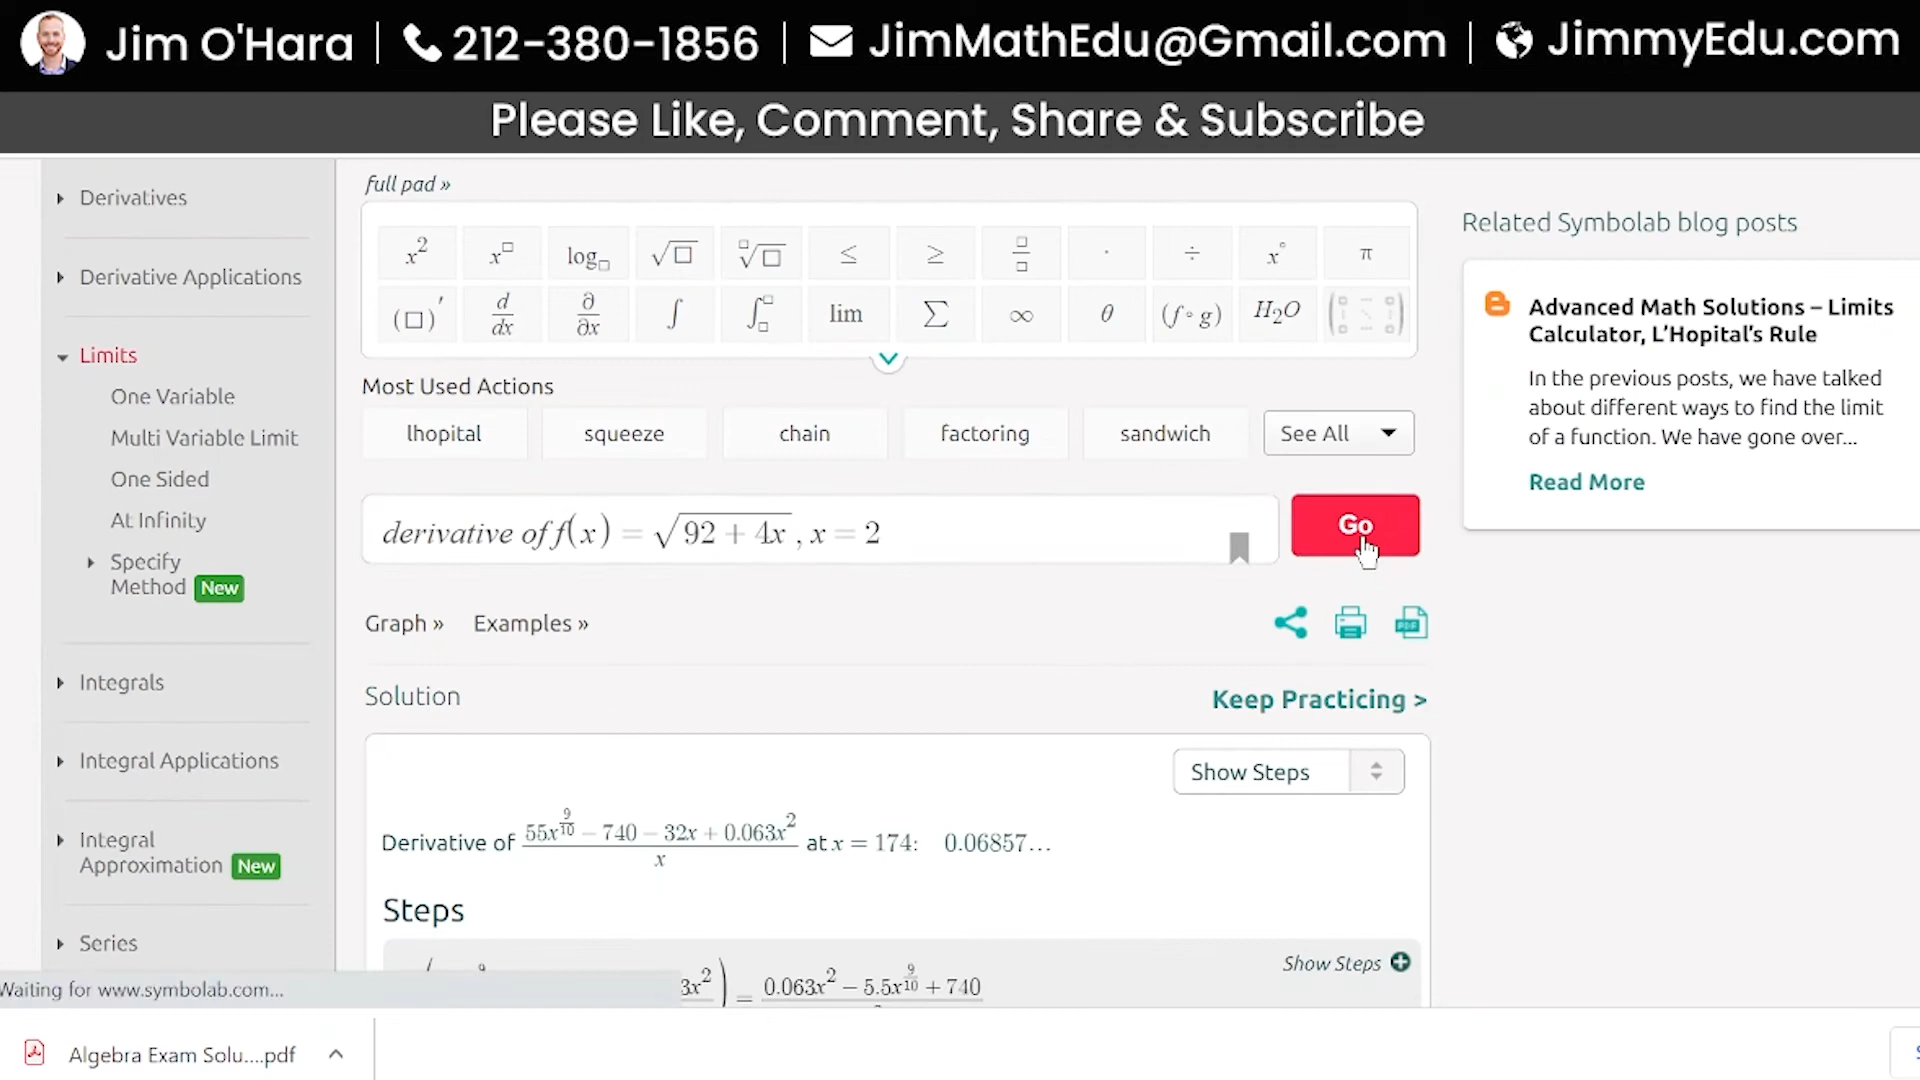 Jim O'Hara | 212-380-1856 | JimMathEdu@Gmail.com | JimmyEdu.com
Please Like, Comment, Share & Subscribe
Derivatives
Derivative Applications
Limits
One Variable
Multi Variable Limit
One Sided
At Infinity
Specify
Method New
Integrals
Integral Applications
Integral
Approximation New
Series
full pad »
x² x^□ log_□ √□ ^□√□ ≤ ≥ □/□ · ÷ x° π
(□)′ d/dx ∂/∂x ∫ ∫_□^□ lim ∑ ∞ θ (f∘g) H₂O
Most Used Actions
lhopital squeeze chain factoring sandwich See All
derivative of f(x) = √(92 + 4x), x = 2
Go
Graph » Examples »
PDF
Solution
Keep Practicing >
Show Steps
Derivative of (55x^(9/10) − 740 − 32x + 0.063x²)/x at x = 174: 0.06857...
Steps
Show Steps
3x²) = 0.063x² − 5.5x^(9/10) + 740
Related Symbolab blog posts
Advanced Math Solutions – Limits
Calculator, L’Hopital’s Rule
In the previous posts, we have talked
about different ways to find the limit
of a function. We have gone over...
Read More
Waiting for www.symbolab.com...
Algebra Exam Solu....pdf